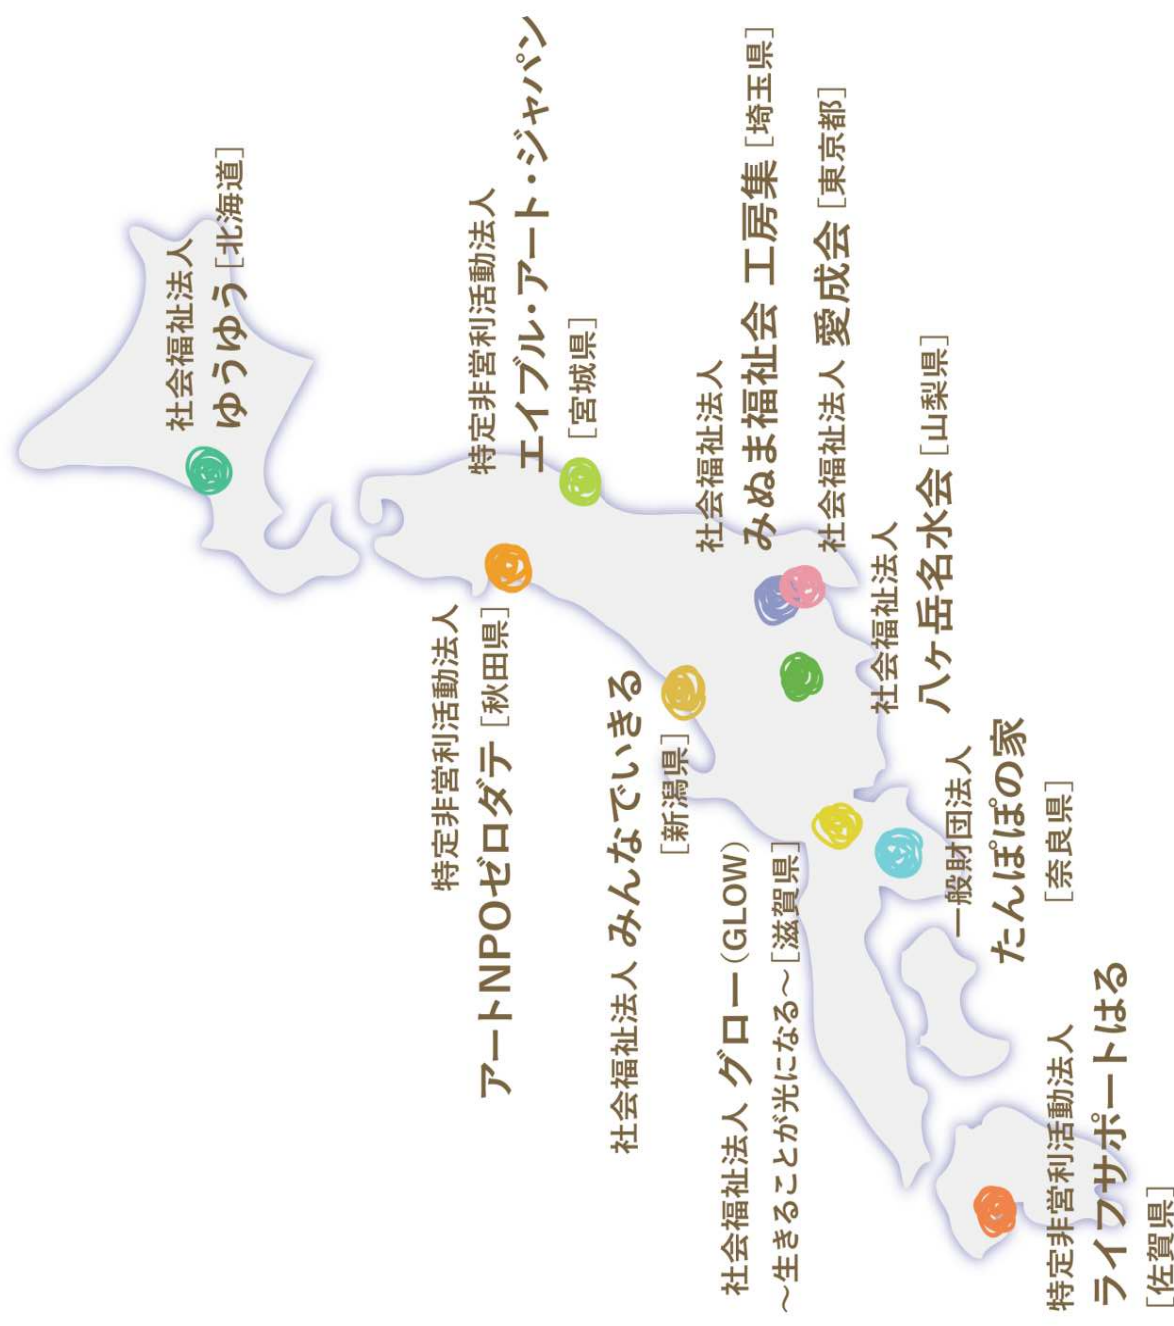 社会福祉法人
ゆうゆう［北海道］
特定非営利活動法人
エイブル・アート・ジャパン
［宮城県］
特定非営利活動法人
アートNPOゼロダテ［秋田県］
社会福祉法人 みんなでいきる
［新潟県］
社会福祉法人
みぬま福祉会 工房集［埼玉県］
社会福祉法人 愛成会［東京都］
社会福祉法人
八ヶ岳名水会［山梨県］
社会福祉法人 グロー（GLOW）
～生きることが光になる～［滋賀県］
一般財団法人
たんぽぽの家
［奈良県］
特定非営利活動法人
ライフサポートはる
［佐賀県］